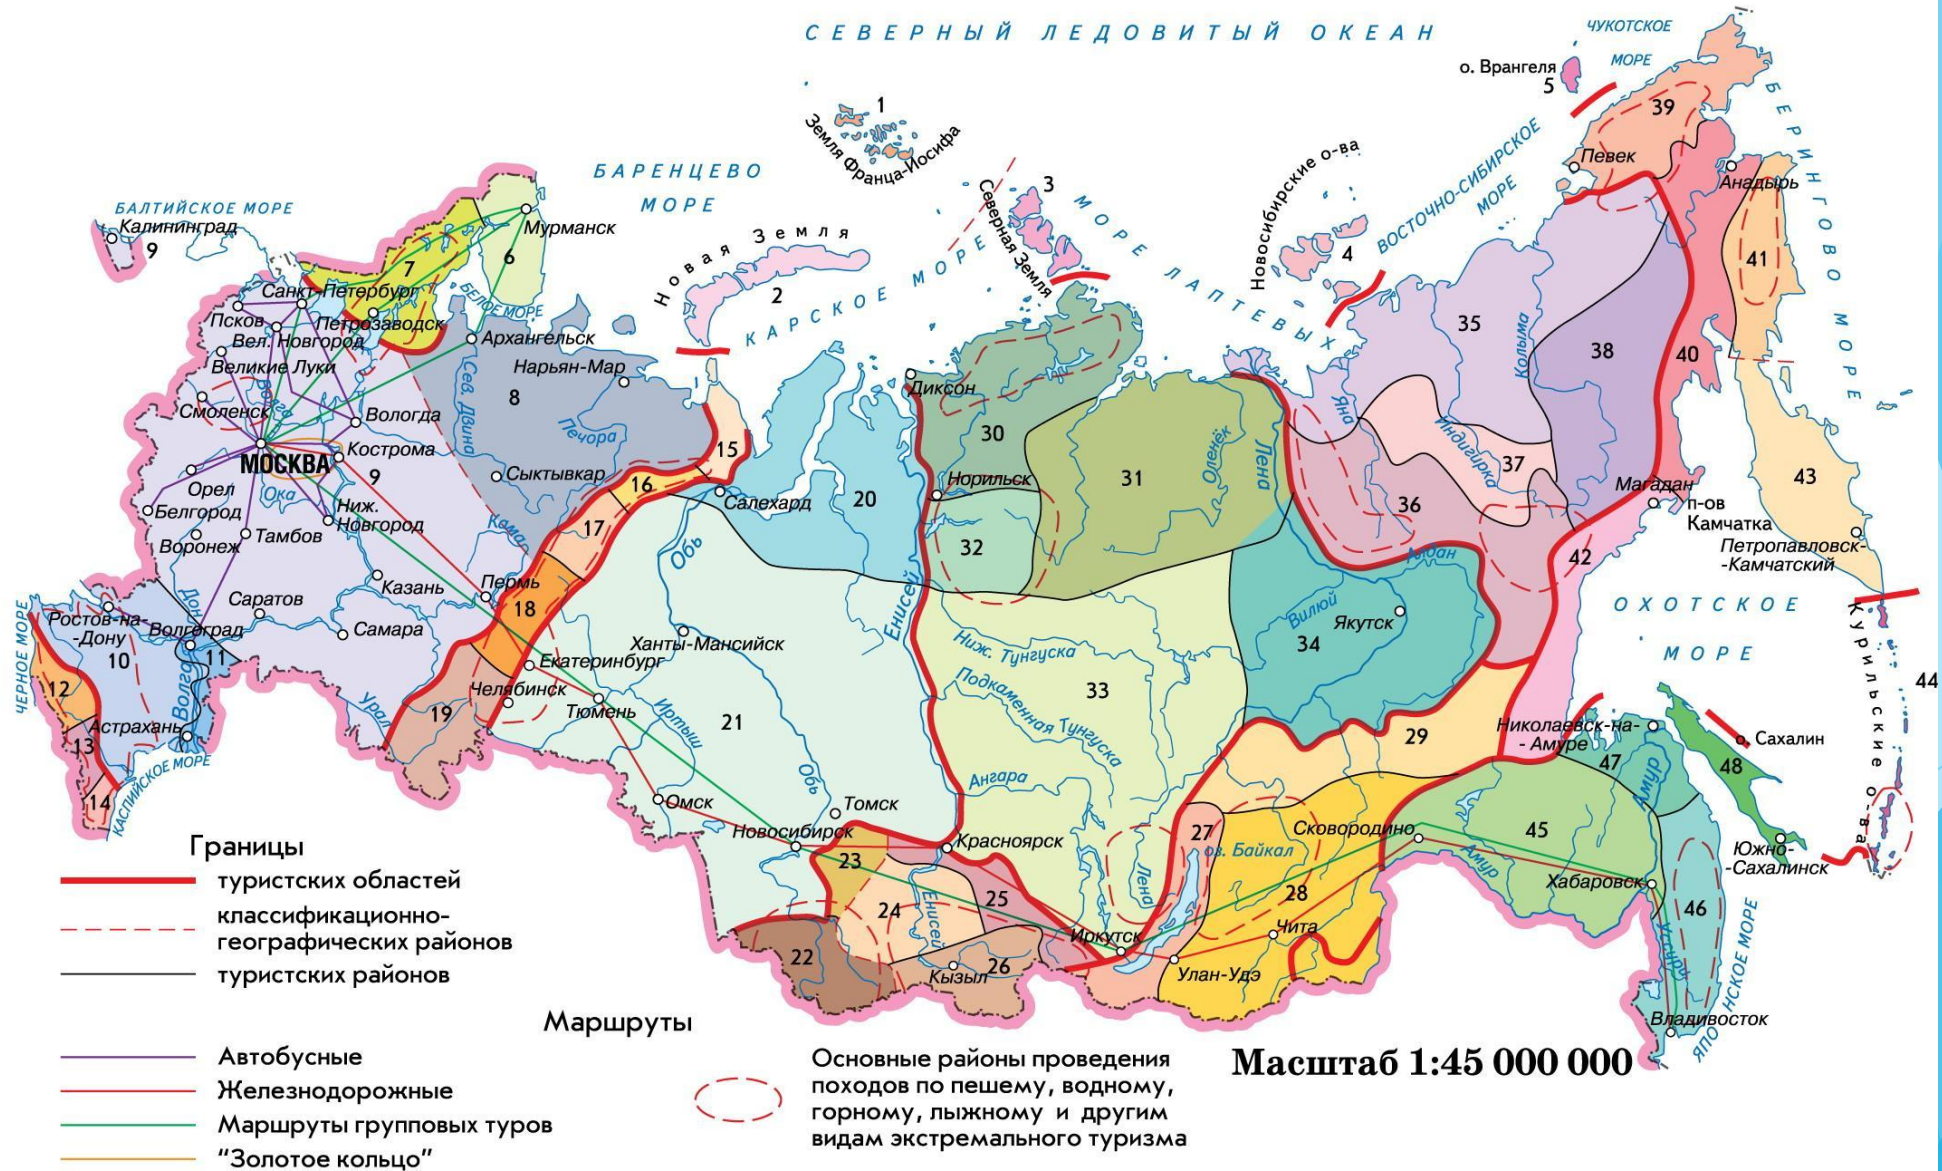 СЕВЕРНЫЙ ЛЕДОВИТЫЙ ОКЕАН
ЧУКОТСКОЕ
МОРЕ
о. Врангеля
5
39
БЕРИНГОВО МОРЕ
1
Земля Франца-Иосифа
БАРЕНЦЕВО
МОРЕ
Северная Земля
3
МОРЕ ЛАПТЕВЫХ
Новосибирские о-ва
4
ВОСТОЧНО-СИБИРСКОЕ
МОРЕ
Певек
Анадырь
БАЛТИЙСКОЕ МОРЕ
Калининград
9
Мурманск
6
7
Новая Земля
2
КАРСКОЕ МОРЕ
41
Санкт-Петербург
БЕЛОЕ МОРЕ
Псков
Петрозаводск
Вел. Новгород
Архангельск
Великие Луки
Нарьян-Мар
8
Сев. Двина
Печора
Волга
Смоленск
Вологда
Кострома
МОСКВА
9
Сыктывкар
Ока
Орел
Белгород
Ниж.
Новгород
Воронеж
Тамбов
Кама
Казань
Пермь
Саратов
Самара
Дон
ЧЕРНОЕ МОРЕ
Ростов-на-
-Дону
Волгоград
10
11
12
Волга
Астрахань
13
14
КАСПИЙСКОЕ МОРЕ
Урал
15
16
17
18
19
Салехард
20
Обь
Енисей
Ханты-Мансийск
Екатеринбург
Челябинск
Тюмень
Иртыш
21
Обь
Омск
Томск
Новосибирск
Красноярск
Диксон
30
Норильск
32
31
Оленёк
Лена
Яна
35
Колыма
38
40
Индигирка
37
36
Магадан
п-ов
Камчатка
43
Петропавловск-
-Камчатский
42
Алдан
Вилюй
Якутск
34
ОХОТСКОЕ
МОРЕ
Курильские о-ва
44
Ниж. Тунгуска
Подкаменная Тунгуска
33
Ангара
29
Николаевск-на-
-Амуре
47
Амур
о. Сахалин
48
Южно-
-Сахалинск
23
24
Енисей
25
22
Кызыл
26
Лена
27
оз. Байкал
Сковородино
28
Иркутск
Чита
Улан-Удэ
45
Амур
Хабаровск
46
Уссури
Владивосток
ЯПОНСКОЕ МОРЕ
Границы
туристских областей
классификационно-
географических районов
туристских районов
Маршруты
Автобусные
Железнодорожные
Маршруты групповых туров
“Золотое кольцо”
Основные районы проведения
походов по пешему, водному,
горному, лыжному и другим
видам экстремального туризма
Масштаб 1:45 000 000